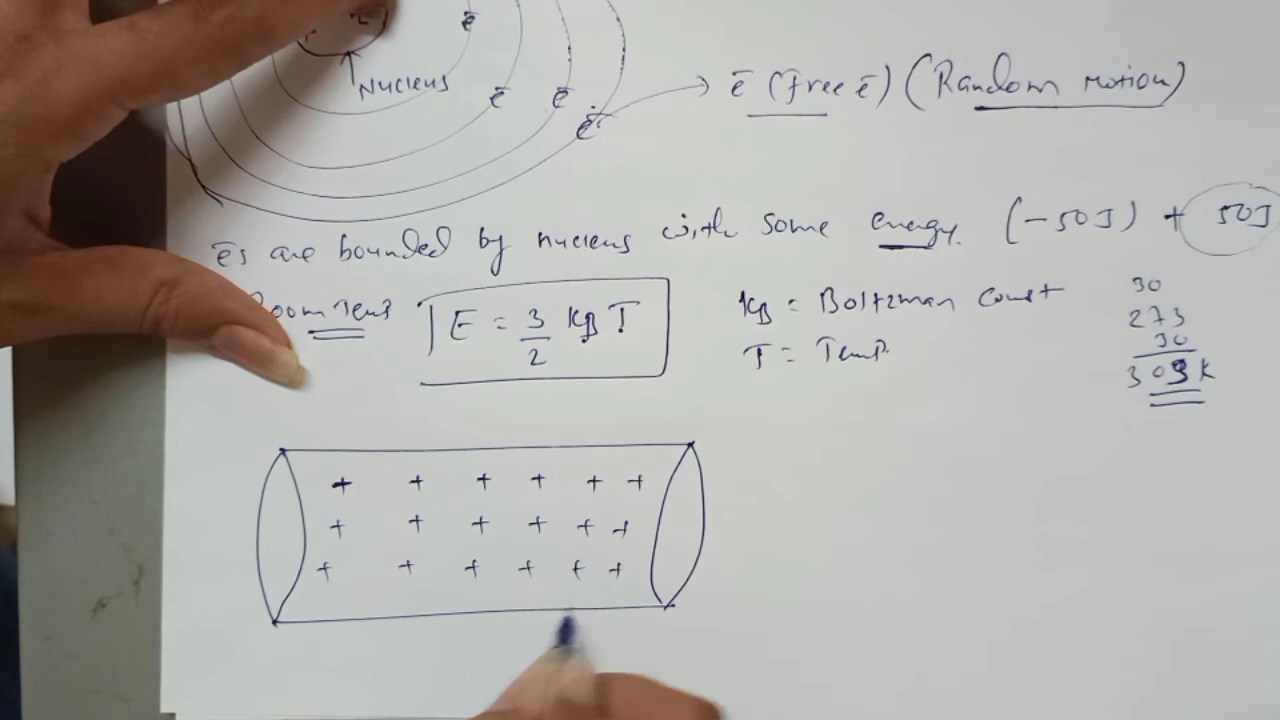 ē
Nucleus
ē ē ē
→ ē (free ē) (Random motion)
ēs are bounded by nucleus with some energy. (-50J) + 50J
Room Temp E = 3/2 KB T
KB = Boltzman Const
T = Temp.
30
273
30
303 K
+ + + + + +
+ + + + + +
+ + + + + +